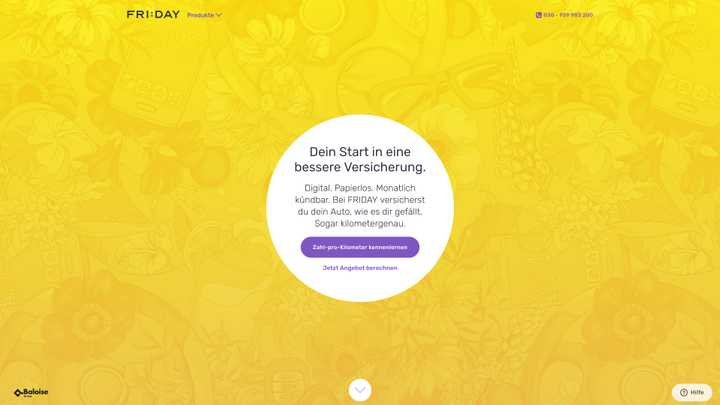 FRI:DAY
Produkte
030 - 959 983 200
Dein Start in eine
bessere Versicherung.
Digital. Papierlos. Monatlich
kündbar. Bei FRIDAY versicherst
du dein Auto, wie es dir gefällt.
Sogar kilometergenau.
Zahl-pro-Kilometer kennenlernen
Jetzt Angebot berechnen
Baloise
Hilfe